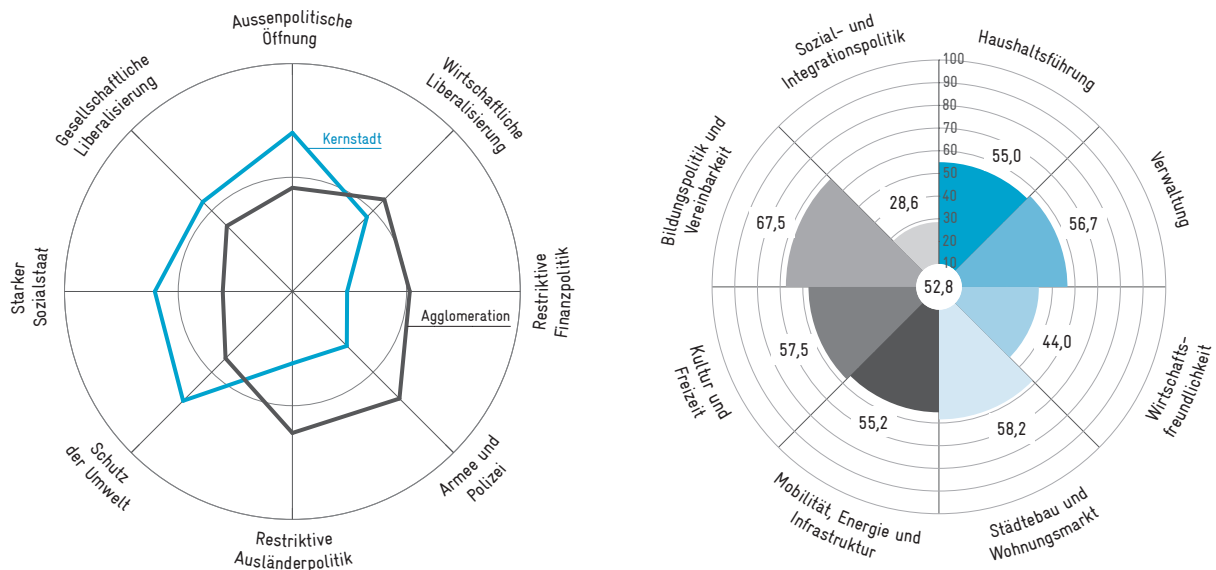 Aussenpolitische
Öffnung
Wirtschaftliche
Liberalisierung
Restriktive
Finanzpolitik
Armee und
Polizei
Restriktive
Ausländerpolitik
Schutz
der Umwelt
Starker
Sozialstaat
Gesellschaftliche
Liberalisierung
Kernstadt
Agglomeration
Sozial- und
Integrationspolitik
Haushaltsführung
Verwaltung
Wirtschafts-
freundlichkeit
Städtebau und
Wohnungsmarkt
Mobilität, Energie und
Infrastruktur
Kultur und
Freizeit
Bildungspolitik und
Vereinbarkeit
100
90
80
70
60
50
40
30
20
10
55,0
56,7
44,0
58,2
55,2
57,5
67,5
28,6
52,8